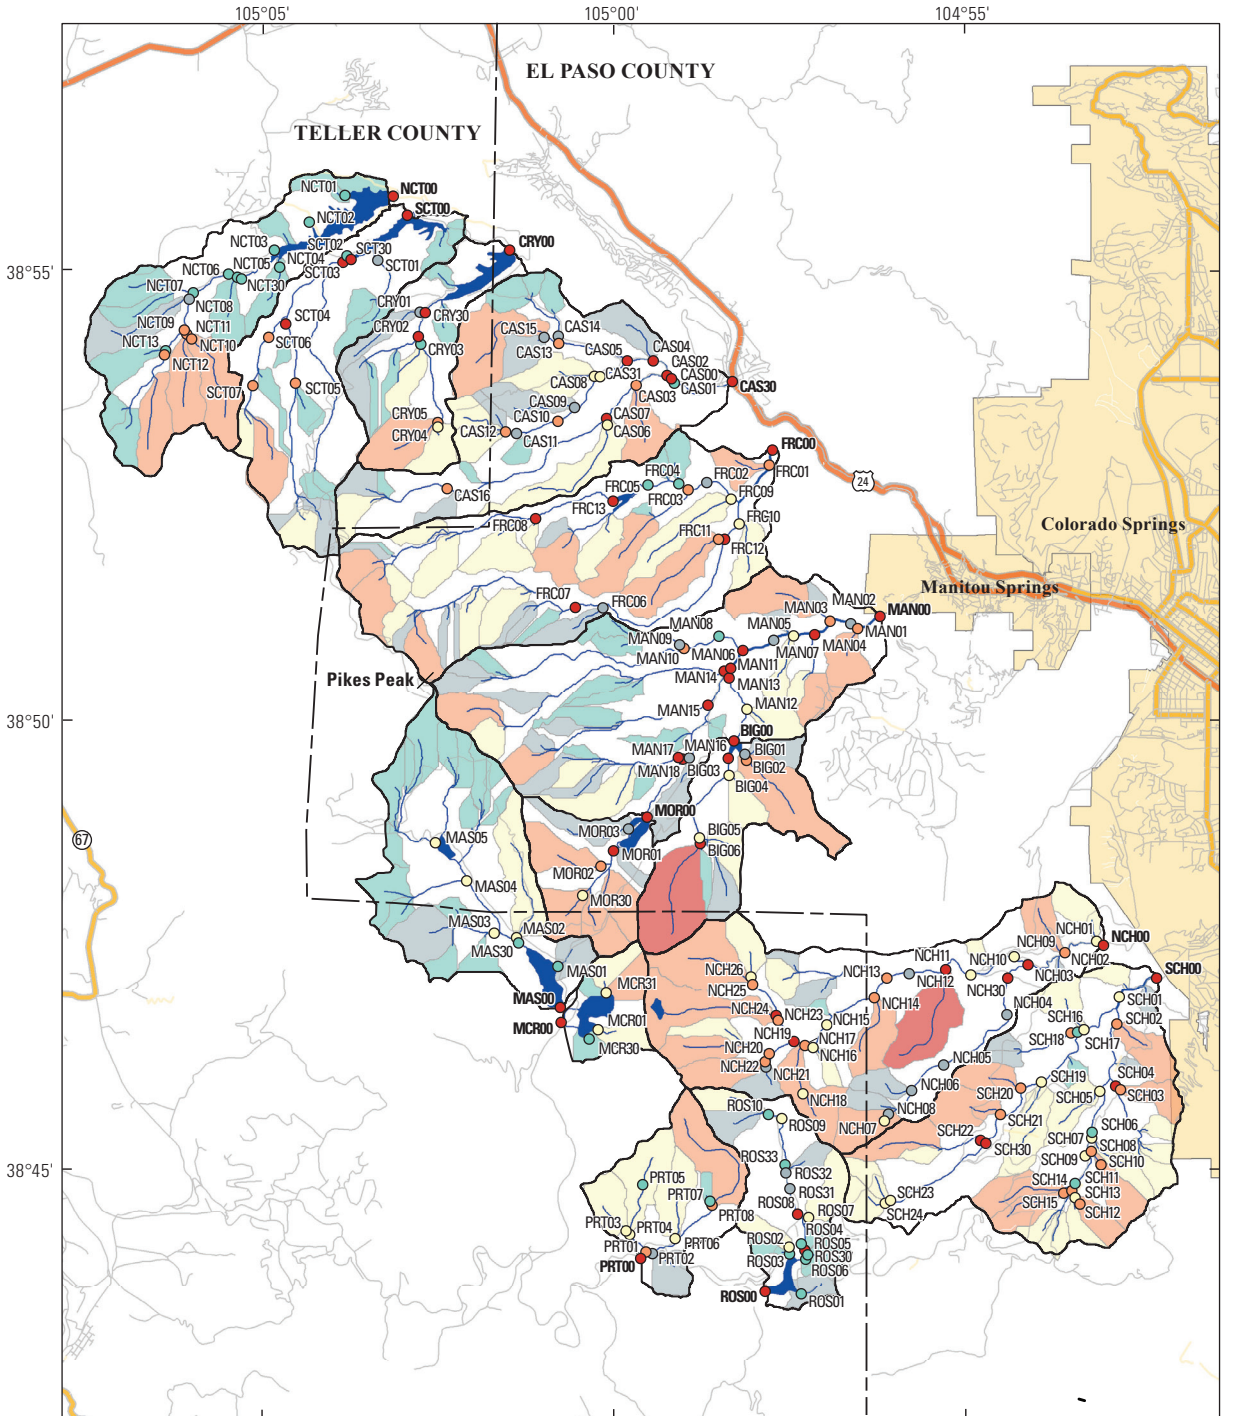 105°05'
105°00'
104°55'
EL PASO COUNTY
TELLER COUNTY
NCT01
NCT00
NCT02
SCT00
NCT03
SCT02
SCT30
CRY00
NCT04
SCT01
38°55'
NCT06
NCT05
SCT03
NCT07
NCT30
NCT08
CRY01
SCT04
CRY30
NCT09
NCT11
CRY02
CAS15
CAS14
NCT13
NCT10
SCT06
CRY03
CAS13
CAS05
CAS04
NCT12
CAS02
CAS31
CAS00
CAS08
CAS01
CAS30
SCT07
SCT05
CAS03
CAS09
CRY05
CAS10
CAS07
CRY04
CAS12
CAS11
CAS06
FRC00
FRC04
FRC02
FRC01
24
FRC05
CAS16
FRC03
FRC09
FRC13
FRC10
Colorado Springs
FRC08
FRC11
FRC12
Manitou Springs
FRC07
FRC06
MAN02
MAN03
MAN00
MAN08
MAN05
MAN01
MAN09
MAN04
MAN10
MAN06
MAN07
MAN11
Pikes Peak
MAN14
MAN13
MAN12
MAN15
38°50'
BIG00
MAN17
MAN16
BIG01
MAN18
BIG03
BIG02
BIG04
MOR00
MOR03
BIG05
67
MAS05
MOR01
BIG06
MOR02
MAS04
MOR30
MAS03
MAS02
NCH01
NCH00
MAS30
NCH09
NCH11
NCH10
NCH02
MAS01
NCH26
NCH13
NCH03
SCH00
NCH12
NCH30
MCR31
NCH25
MAS00
NCH14
NCH04
SCH01
NCH24
NCH23
NCH15
SCH16
SCH02
MCR00
MCR01
NCH19
NCH17
SCH18
SCH17
MCR30
NCH20
NCH16
NCH05
NCH22
NCH21
SCH04
SCH19
NCH06
SCH20
SCH05
SCH03
NCH18
ROS10
NCH08
ROS09
NCH07
SCH21
SCH22
SCH06
SCH07
SCH08
SCH30
38°45'
ROS33
SCH09
SCH10
ROS32
PRT05
SCH11
ROS31
SCH14
SCH13
PRT07
SCH23
SCH15
SCH12
PRT08
ROS08
ROS07
SCH24
PRT03
PRT04
ROS04
ROS02
ROS05
PRT01
PRT06
ROS30
PRT02
ROS03
ROS06
PRT00
ROS00
ROS01